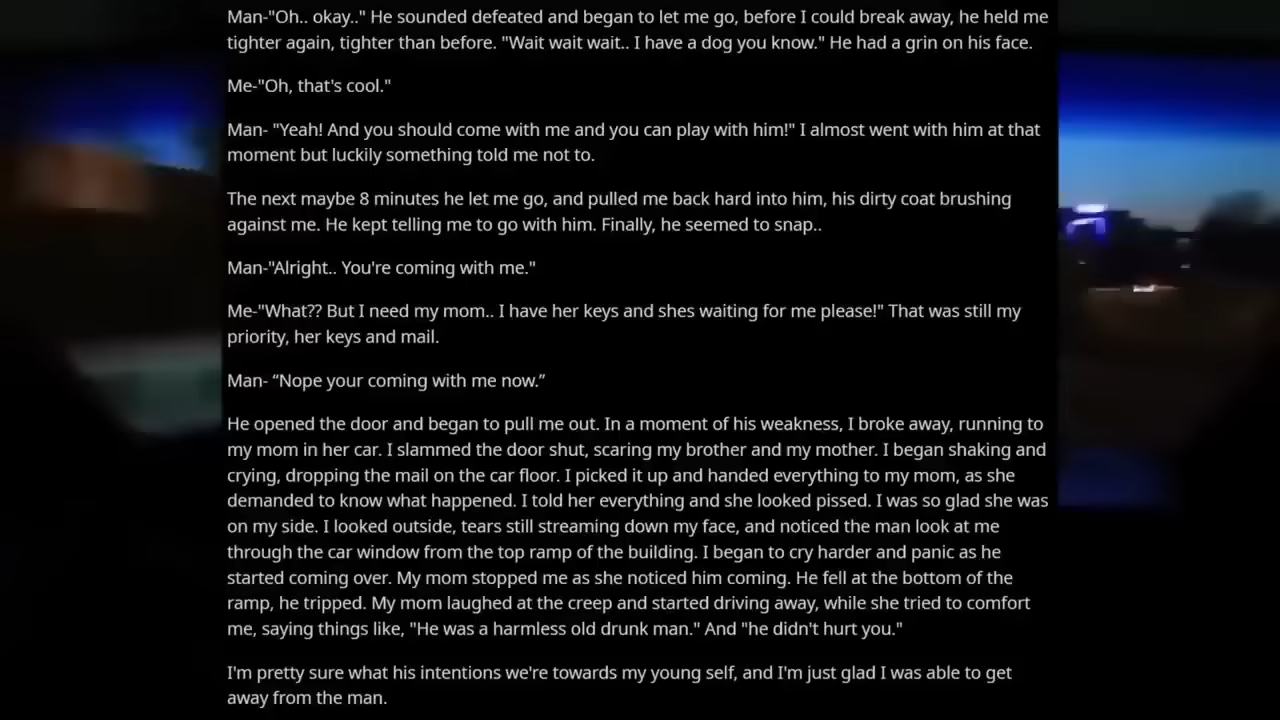 Man-"Oh.. okay.." He sounded defeated and began to let me go, before I could break away, he held me
tighter again, tighter than before. "Wait wait wait.. I have a dog you know." He had a grin on his face.
Me-"Oh, that's cool."
Man- "Yeah! And you should come with me and you can play with him!" I almost went with him at that
moment but luckily something told me not to.
The next maybe 8 minutes he let me go, and pulled me back hard into him, his dirty coat brushing
against me. He kept telling me to go with him. Finally, he seemed to snap..
Man-"Alright.. You're coming with me."
Me-"What?? But I need my mom.. I have her keys and shes waiting for me please!" That was still my
priority, her keys and mail.
Man- “Nope your coming with me now.”
He opened the door and began to pull me out. In a moment of his weakness, I broke away, running to
my mom in her car. I slammed the door shut, scaring my brother and my mother. I began shaking and
crying, dropping the mail on the car floor. I picked it up and handed everything to my mom, as she
demanded to know what happened. I told her everything and she looked pissed. I was so glad she was
on my side. I looked outside, tears still streaming down my face, and noticed the man look at me
through the car window from the top ramp of the building. I began to cry harder and panic as he
started coming over. My mom stopped me as she noticed him coming. He fell at the bottom of the
ramp, he tripped. My mom laughed at the creep and started driving away, while she tried to comfort
me, saying things like, "He was a harmless old drunk man." And "he didn't hurt you."
I'm pretty sure what his intentions we're towards my young self, and I'm just glad I was able to get
away from the man.